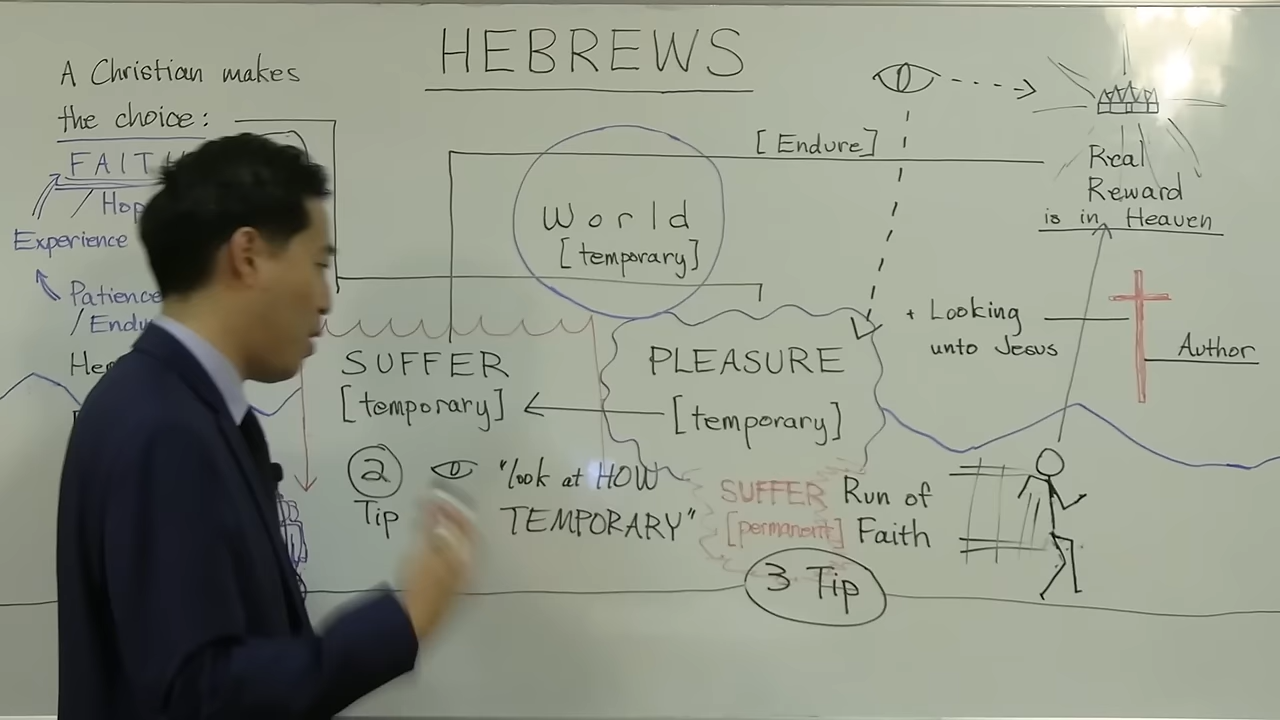 HEBREWS
A Christian makes
the choice:
FAITH
/ Hop
Experience
Patience
/ Endu
He
[Endure]
Real
Reward
is in Heaven
World
[temporary]
+ Looking
unto Jesus
Author
SUFFER
[temporary]
PLEASURE
[temporary]
2
Tip
"look at HOW
TEMPORARY"
SUFFER
[permanent]
Run of
Faith
3 Tip